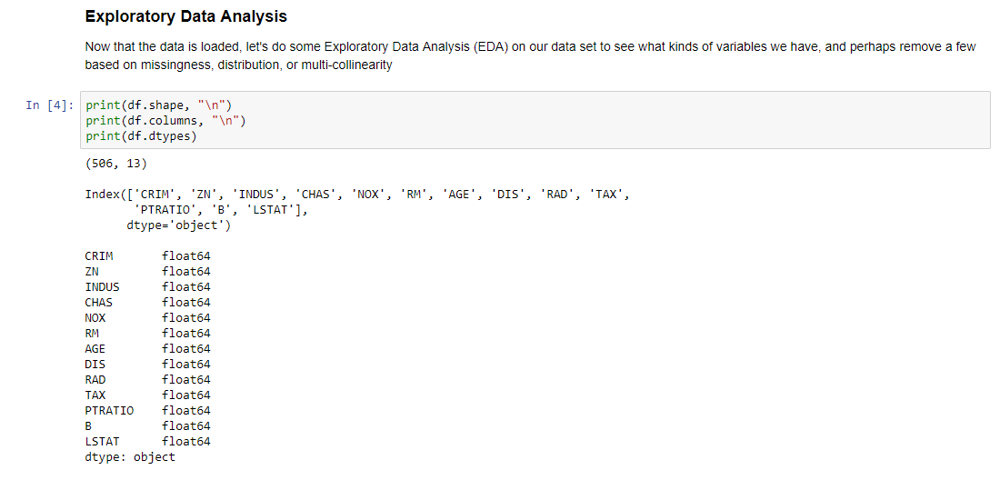 Exploratory Data Analysis
Now that the data is loaded, let's do some Exploratory Data Analysis (EDA) on our data set to see what kinds of variables we have, and perhaps remove a few
based on missingness, distribution, or multi-collinearity
In [4]: print(df.shape, "\n")
print(df.columns, "\n")
print(df.dtypes)
(506, 13)
Index(['CRIM', 'ZN', 'INDUS', 'CHAS', 'NOX', 'RM', 'AGE', 'DIS', 'RAD', 'TAX',
'PTRATIO', 'B', 'LSTAT'],
dtype='object')
CRIM float64
ZN float64
INDUS float64
CHAS float64
NOX float64
RM float64
AGE float64
DIS float64
RAD float64
TAX float64
PTRATIO float64
B float64
LSTAT float64
dtype: object